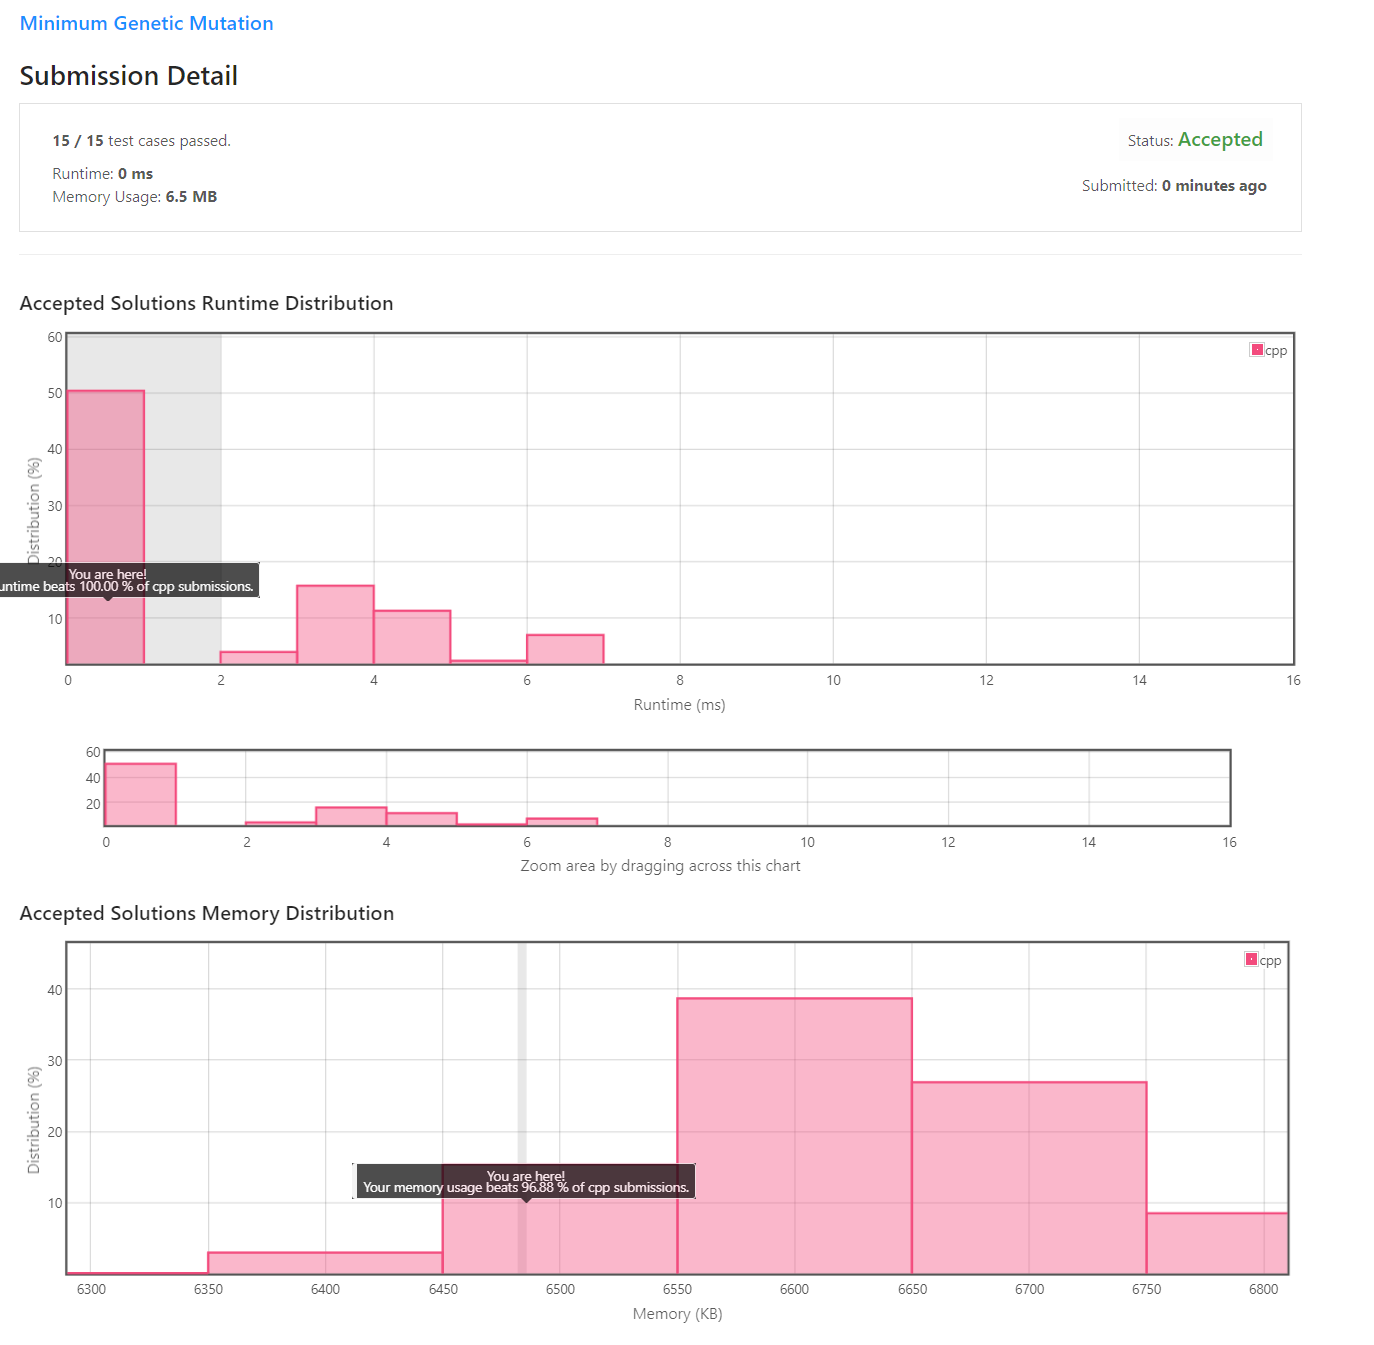 Minimum Genetic Mutation
Submission Detail
15 / 15 test cases passed.
Status: Accepted
Runtime: 0 ms
Memory Usage: 6.5 MB
Submitted: 0 minutes ago
Accepted Solutions Runtime Distribution
60
50
40
30
20
10
Distribution (%)
cpp
You are here!
untime beats 100.00 % of cpp submissions.
0 2 4 6 8 10 12 14 16
Runtime (ms)
60
40
20
0 2 4 6 8 10 12 14 16
Zoom area by dragging across this chart
Accepted Solutions Memory Distribution
40
30
20
10
Distribution (%)
cpp
You are here!
Your memory usage beats 96.88 % of cpp submissions.
6300 6350 6400 6450 6500 6550 6600 6650 6700 6750 6800
Memory (KB)